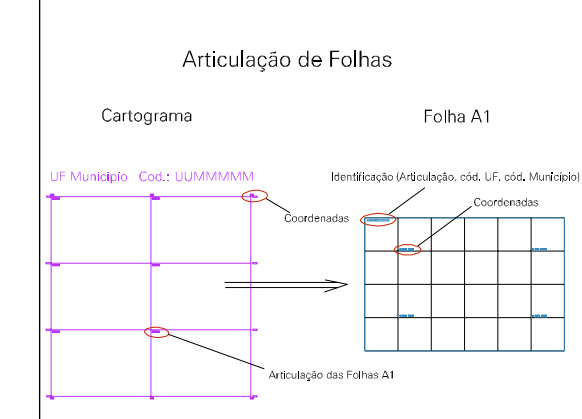 Articulação de Folhas
Cartograma
Folha A1
UF Municipio Cod.: UUMMMMM
Identificação (Articulação, cód. UF, cód. Município)
Coordenadas
Coordenadas
Articulação das Folhas A1